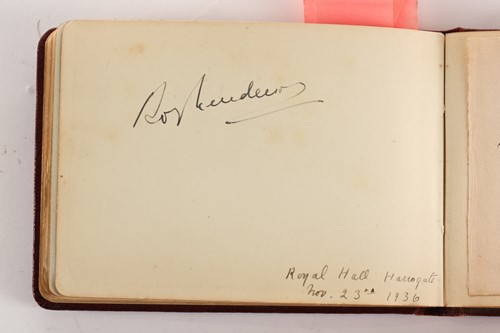 Roy Henderson
Royal Hall Harrogate
Nov. 23rd 1936